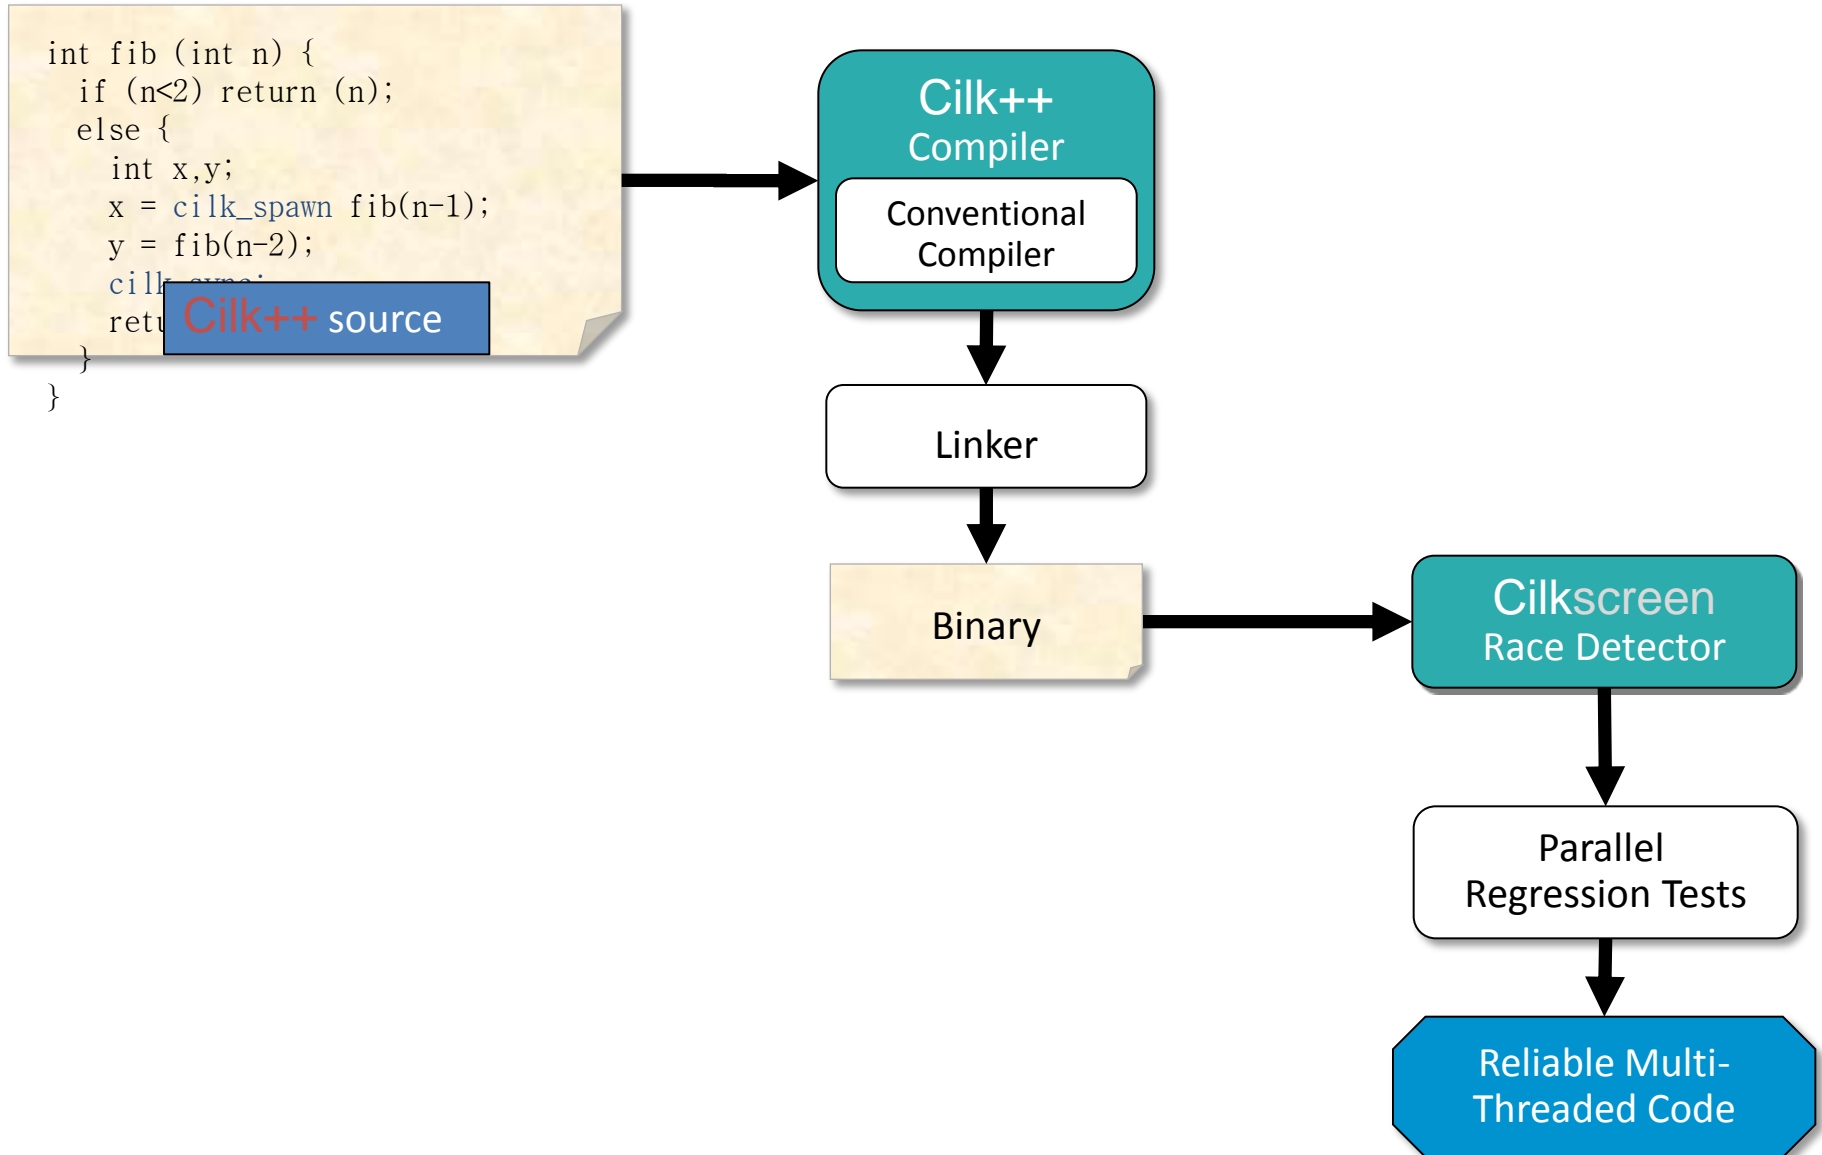 int fib (int n) {
if (n<2) return (n);
else {
int x,y;
x = cilk_spawn fib(n-1);
y = fib(n-2);
cilk_sync;
retu
}
}
Cilk++ source
Cilk++
Compiler
Conventional
Compiler
Linker
Binary
Cilkscreen
Race Detector
Parallel
Regression Tests
Reliable Multi-
Threaded Code